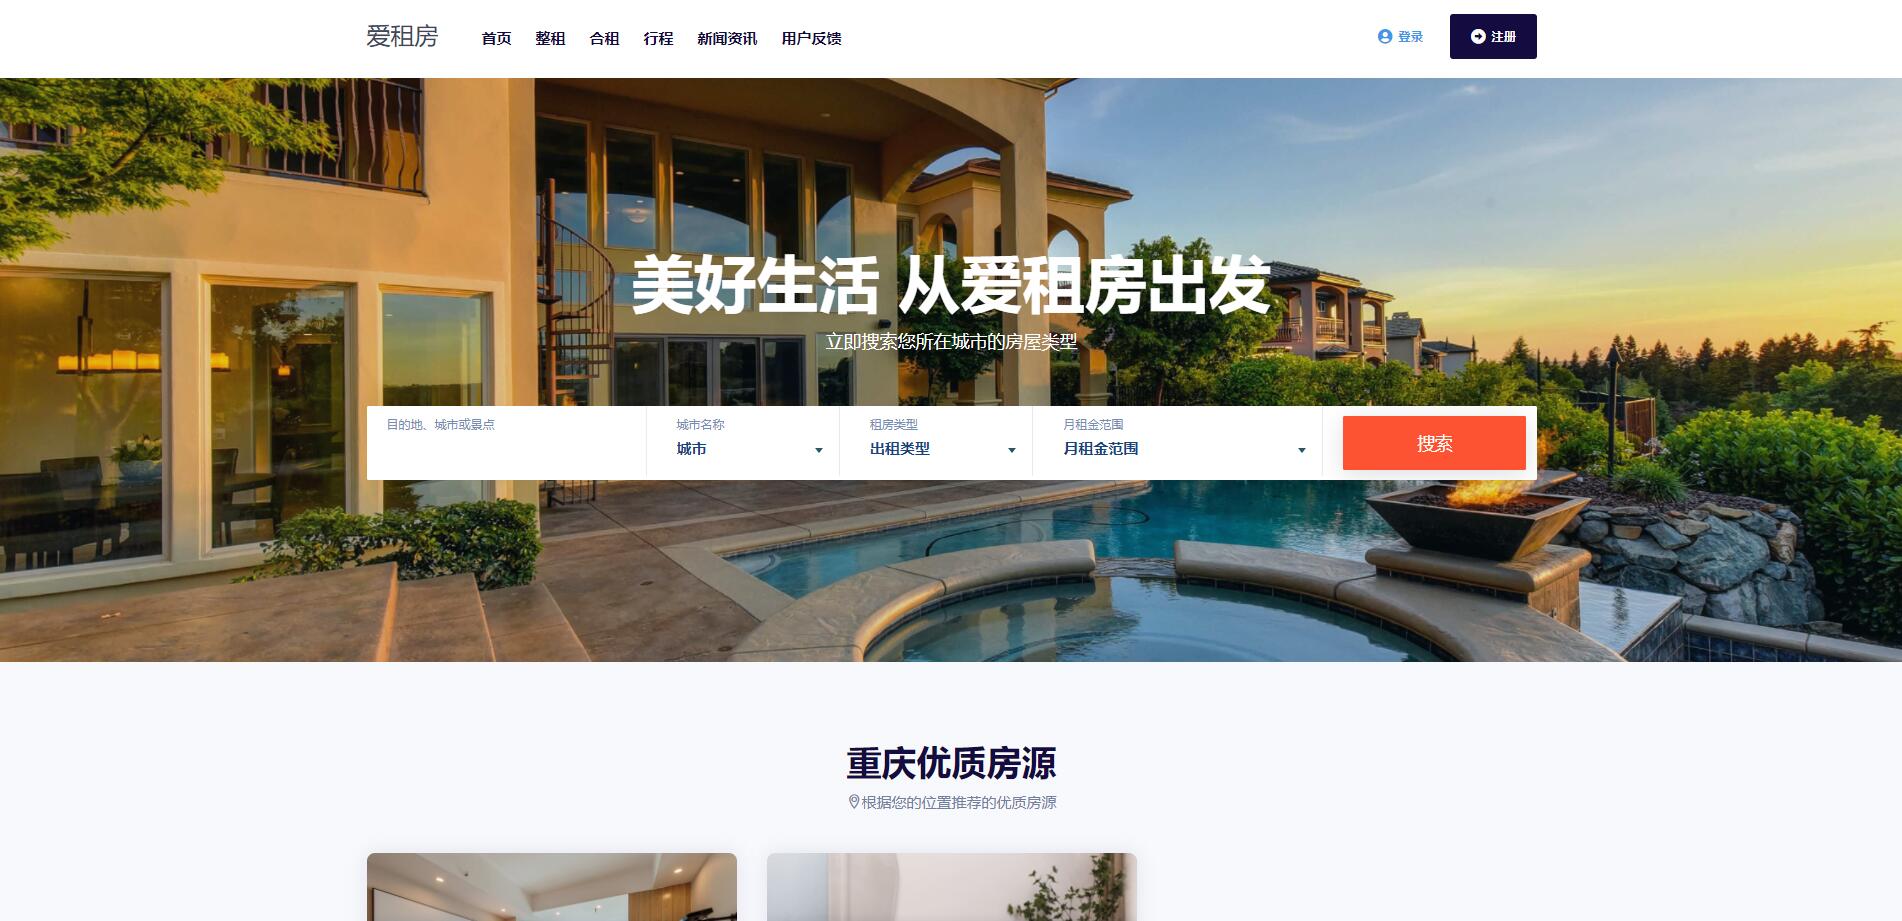 爱租房
首页 整租 合租 行程 新闻资讯 用户反馈
登录
注册
美好生活 从爱租房出发
立即搜索您所在城市的房屋类型
目的地、城市或景点
城市名称
城市
租房类型
出租类型
月租金范围
月租金范围
搜索
重庆优质房源
根据您的位置推荐的优质房源